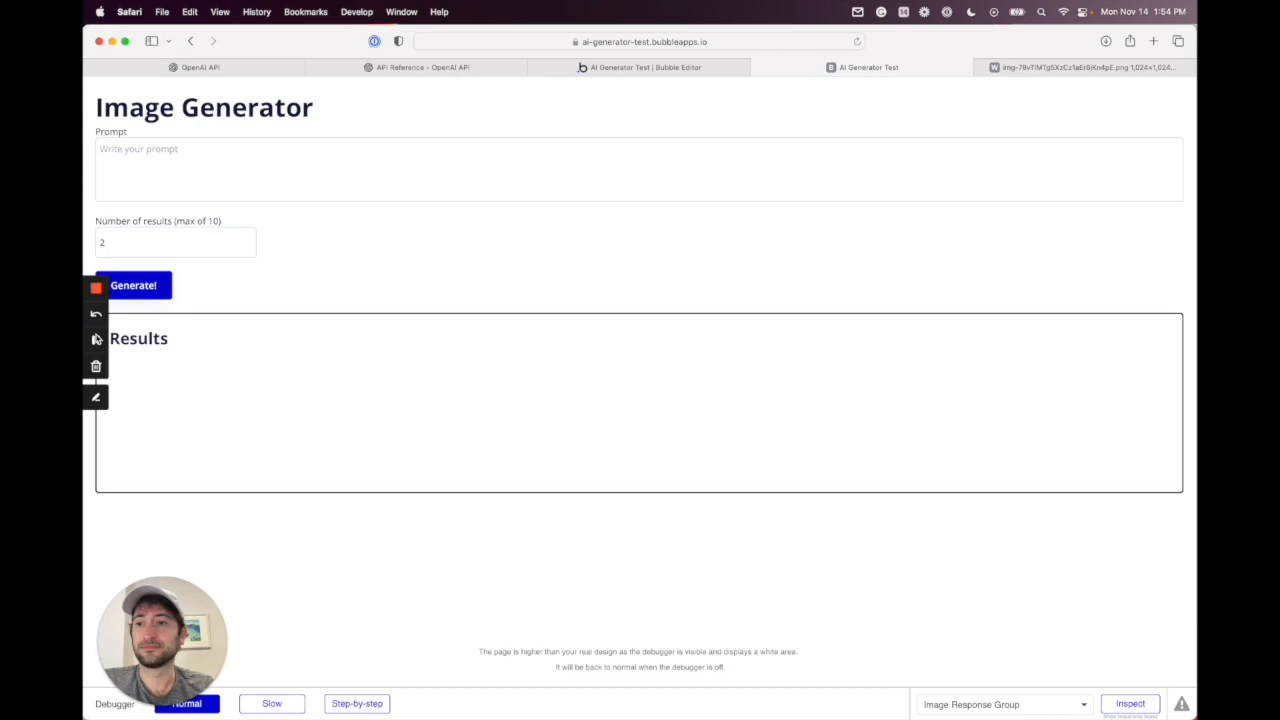 Safari File Edit View History Bookmarks Develop Window Help
14
Mon Nov 14 1:54 PM
ai-generator-test.bubbleapps.io
OpenAI API
API Reference - OpenAI API
AI Generator Test | Bubble Editor
AI Generator Test
Image Generator
Prompt
Write your prompt
Number of results (max of 10)
2
Generate!
Results
The page is higher than your real design as the debugger is visible and displays a white area.
It will be back to normal when the debugger is off.
Debugger
Normal
Slow
Step-by-step
Image Response Group
Inspect
Show responsive boxes